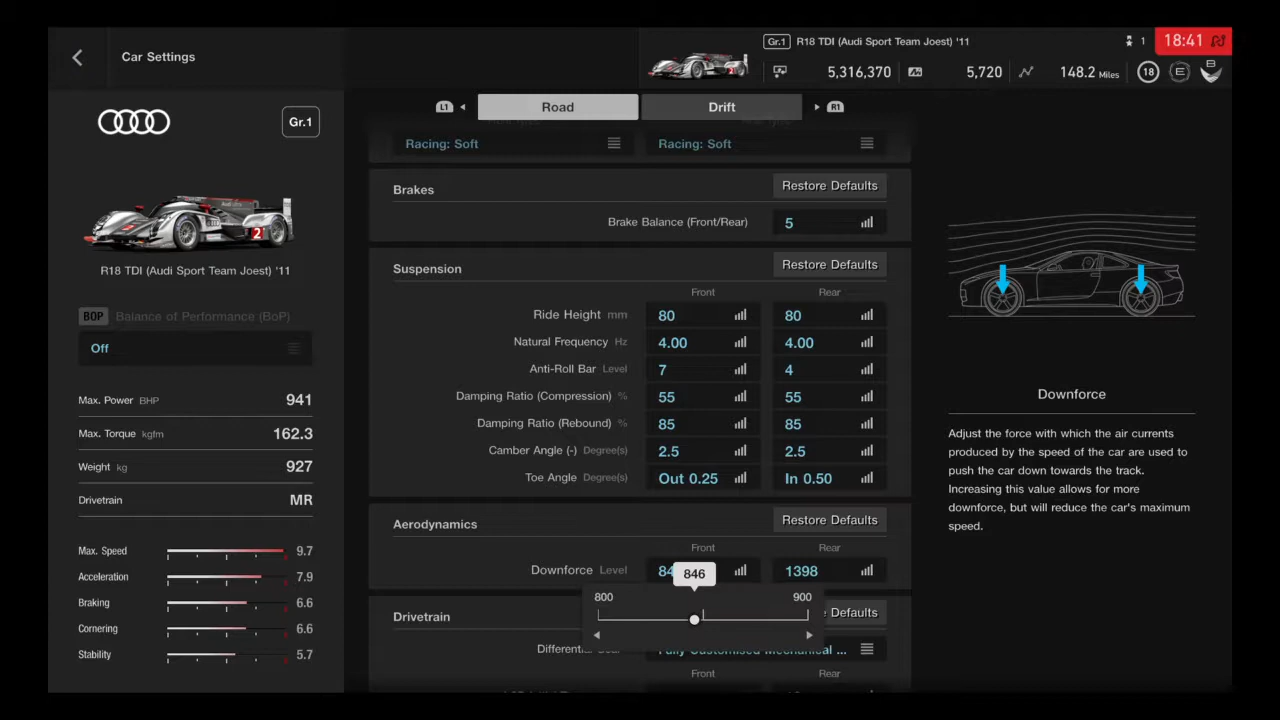 Car Settings
Gr.1 R18 TDI (Audi Sport Team Joest) '11
1
18:41
5,316,370
5,720
148.2 Miles
18
E
B
L1
Road
Drift
R1
Gr.1
R18 TDI (Audi Sport Team Joest) '11
BOP Balance of Performance (BoP)
Off
Max. Power BHP 941
Max. Torque kgfm 162.3
Weight kg 927
Drivetrain MR
Max. Speed 9.7
Acceleration 7.9
Braking 6.6
Cornering 6.6
Stability 5.7
Racing: Soft Racing: Soft
Brakes Restore Defaults
Brake Balance (Front/Rear) 5
Suspension Restore Defaults
Front Rear
Ride Height mm 80 80
Natural Frequency Hz 4.00 4.00
Anti-Roll Bar Level 7 4
Damping Ratio (Compression) % 55 55
Damping Ratio (Rebound) % 85 85
Camber Angle (-) Degree(s) 2.5 2.5
Toe Angle Degree(s) Out 0.25 In 0.50
Aerodynamics Restore Defaults
Front Rear
Downforce Level 84 1398
846
800 900
Drivetrain Defaults
Fully Customised Mechanical ...
Front Rear
Downforce
Adjust the force with which the air currents
produced by the speed of the car are used to
push the car down towards the track.
Increasing this value allows for more
downforce, but will reduce the car's maximum
speed.